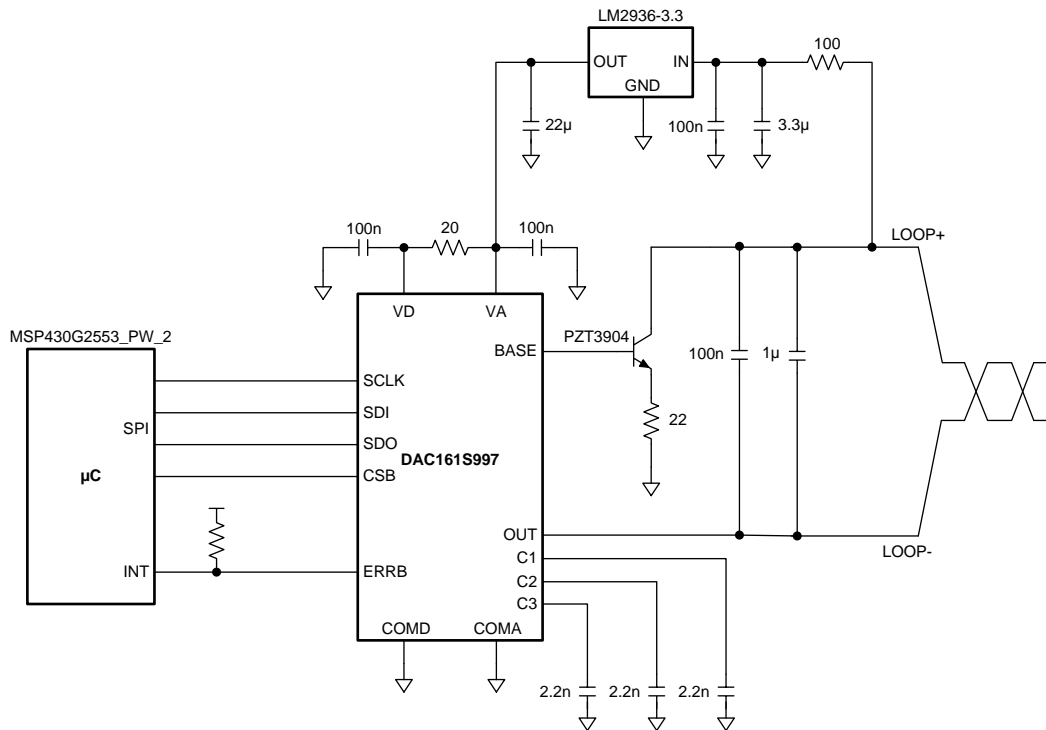 LM2936-3.3
OUT
IN
GND
100
22µ
100n
3.3µ
100n
20
100n
LOOP+
VD
VA
MSP430G2553_PW_2
BASE
PZT3904
100n
1µ
SCLK
SDI
SPI
SDO
22
µC
DAC161S997
CSB
OUT
LOOP-
C1
INT
ERRB
C2
C3
COMD
COMA
2.2n
2.2n
2.2n